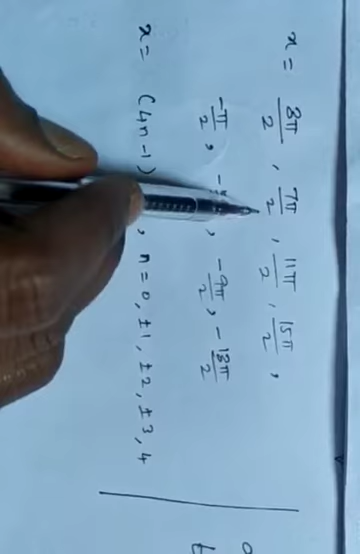 x = 3π/2, 7π/2, 11π/2, 15π/2,
-π/2, - , -9π/2, -13π/2
x = (4n-1) , n = 0, ±1, ±2, ±3, 4